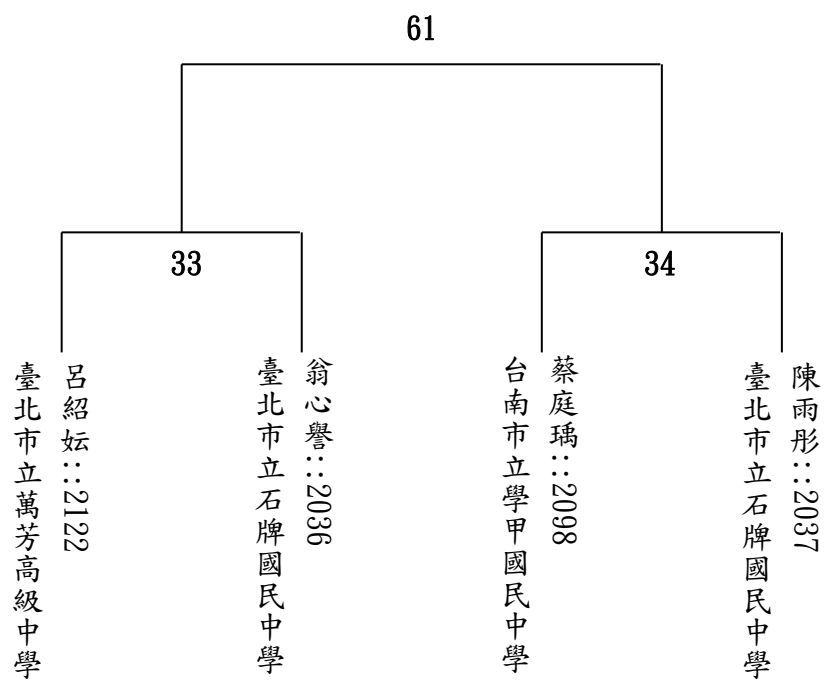 61
33
34
呂紹妘::2122
臺北市立萬芳高級中學
翁心譽::2036
臺北市立石牌國民中學
蔡庭瑀::2098
台南市立學甲國民中學
陳雨彤::2037
臺北市立石牌國民中學